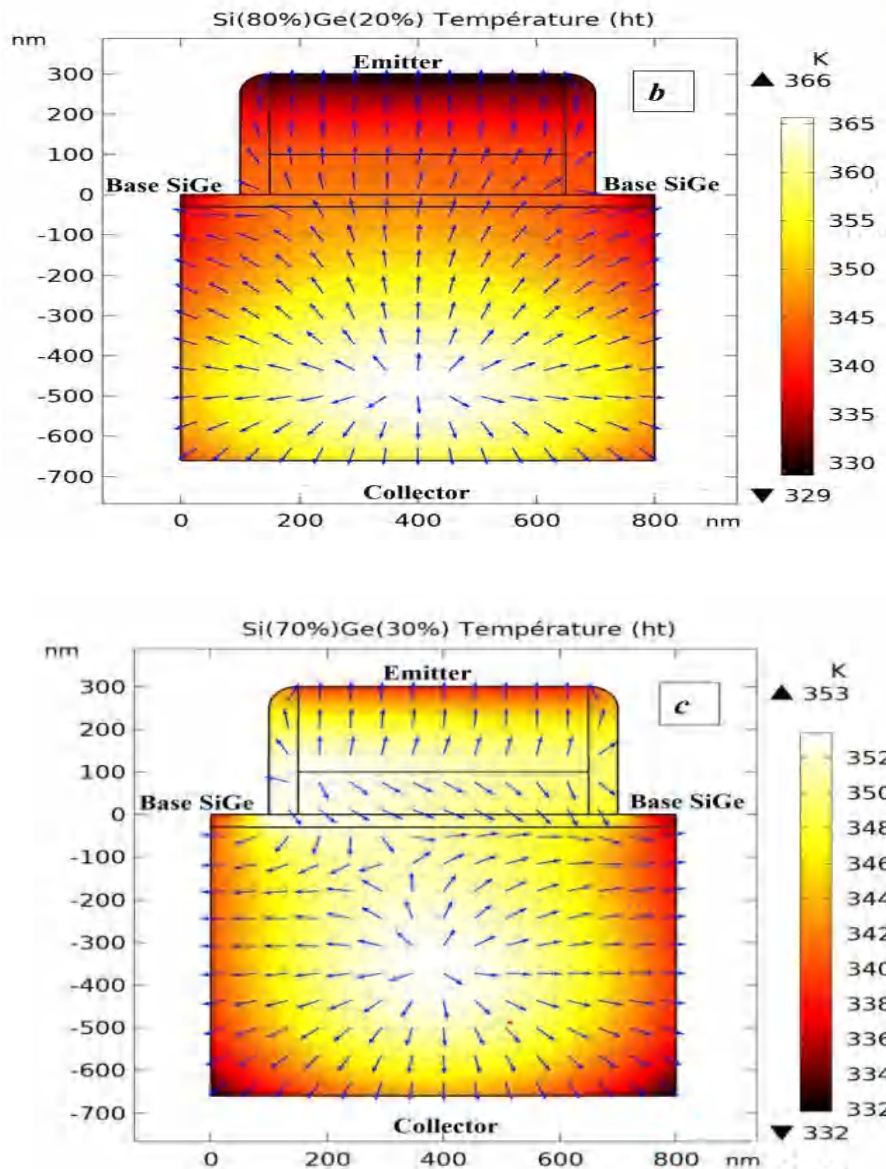 Si(80%)Ge(20%) Température (ht)
nm
K
Emitter
b
▲ 366
300
200
100
0
-100
-200
-300
-400
-500
-600
-700
Base SiGe
Base SiGe
365
360
355
350
345
340
335
330
▼ 329
Collector
0 200 400 600 800 nm
Si(70%)Ge(30%) Température (ht)
nm
K
Emitter
c
▲ 353
300
200
100
0
-100
-200
-300
-400
-500
-600
-700
Base SiGe
Base SiGe
352
350
348
346
344
342
340
338
336
334
332
▼ 332
Collector
0 200 400 600 800 nm